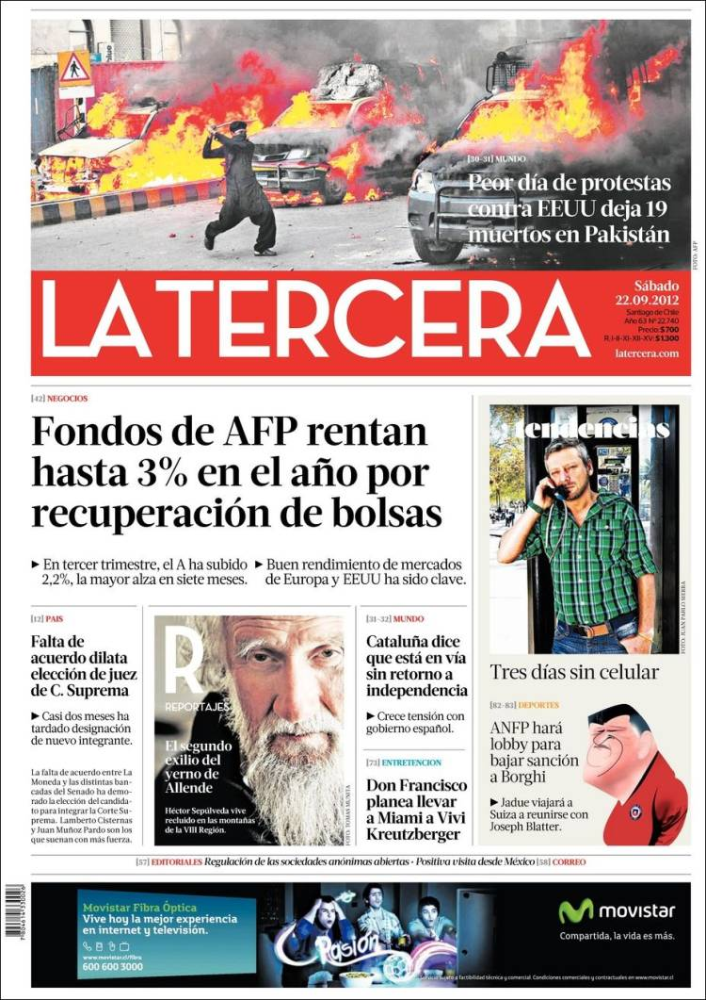 [30-31] MUNDO
Peor día de protestas
contra EEUU deja 19
muertos en Pakistán
FOTO: AFP
LA TERCERA
Sábado
22.09.2012
Santiago de Chile
Año 63 Nº 22.740
Precio: $700
R. I-II-XI-XII-XV: $1.300
latercera.com
[42] NEGOCIOS
Fondos de AFP rentan
hasta 3% en el año por
recuperación de bolsas
En tercer trimestre, el A ha subido
2,2%, la mayor alza en siete meses.
Buen rendimiento de mercados
de Europa y EEUU ha sido clave.
[12] PAIS
Falta de
acuerdo dilata
elección de juez
de C. Suprema
Casi dos meses ha
tardado designación
de nuevo integrante.
La falta de acuerdo entre La
Moneda y las distintas ban-
cadas del Senado ha demo-
rado la elección del candida-
to para integrar la Corte Su-
prema. Lamberto Cisternas
y Juan Muñoz Pardo son los
que suenan con más fuerza.
R
REPORTAJES
El segundo
exilio del
yerno de
Allende
Héctor Sepúlveda vive
recluido en las montañas
de la VIII Región.
FOTO: TOMAS MUNITA
[31-32] MUNDO
Cataluña dice
que está en vía
sin retorno a
independencia
Crece tensión con
gobierno español.
[73] ENTRETENCION
Don Francisco
planea llevar
a Miami a Vivi
Kreutzberger
tendencias
FOTO: JUAN PABLO SIERRA
Tres días sin celular
[82-83] DEPORTES
ANFP hará
lobby para
bajar sanción
a Borghi
Jadue viajará a
Suiza a reunirse con
Joseph Blatter.
[57] EDITORIALES Regulación de las sociedades anónimas abiertas • Positiva visita desde México [58] CORREO
Movistar Fibra Óptica
Vive hoy la mejor experiencia
en internet y televisión.
www.movistar.cl/fibra
600 600 3000
Pasión
movistar
Compartida, la vida es más.
Servicio sujeto a factibilidad técnica y comercial. Condiciones comerciales y contractuales en www.movistar.cl